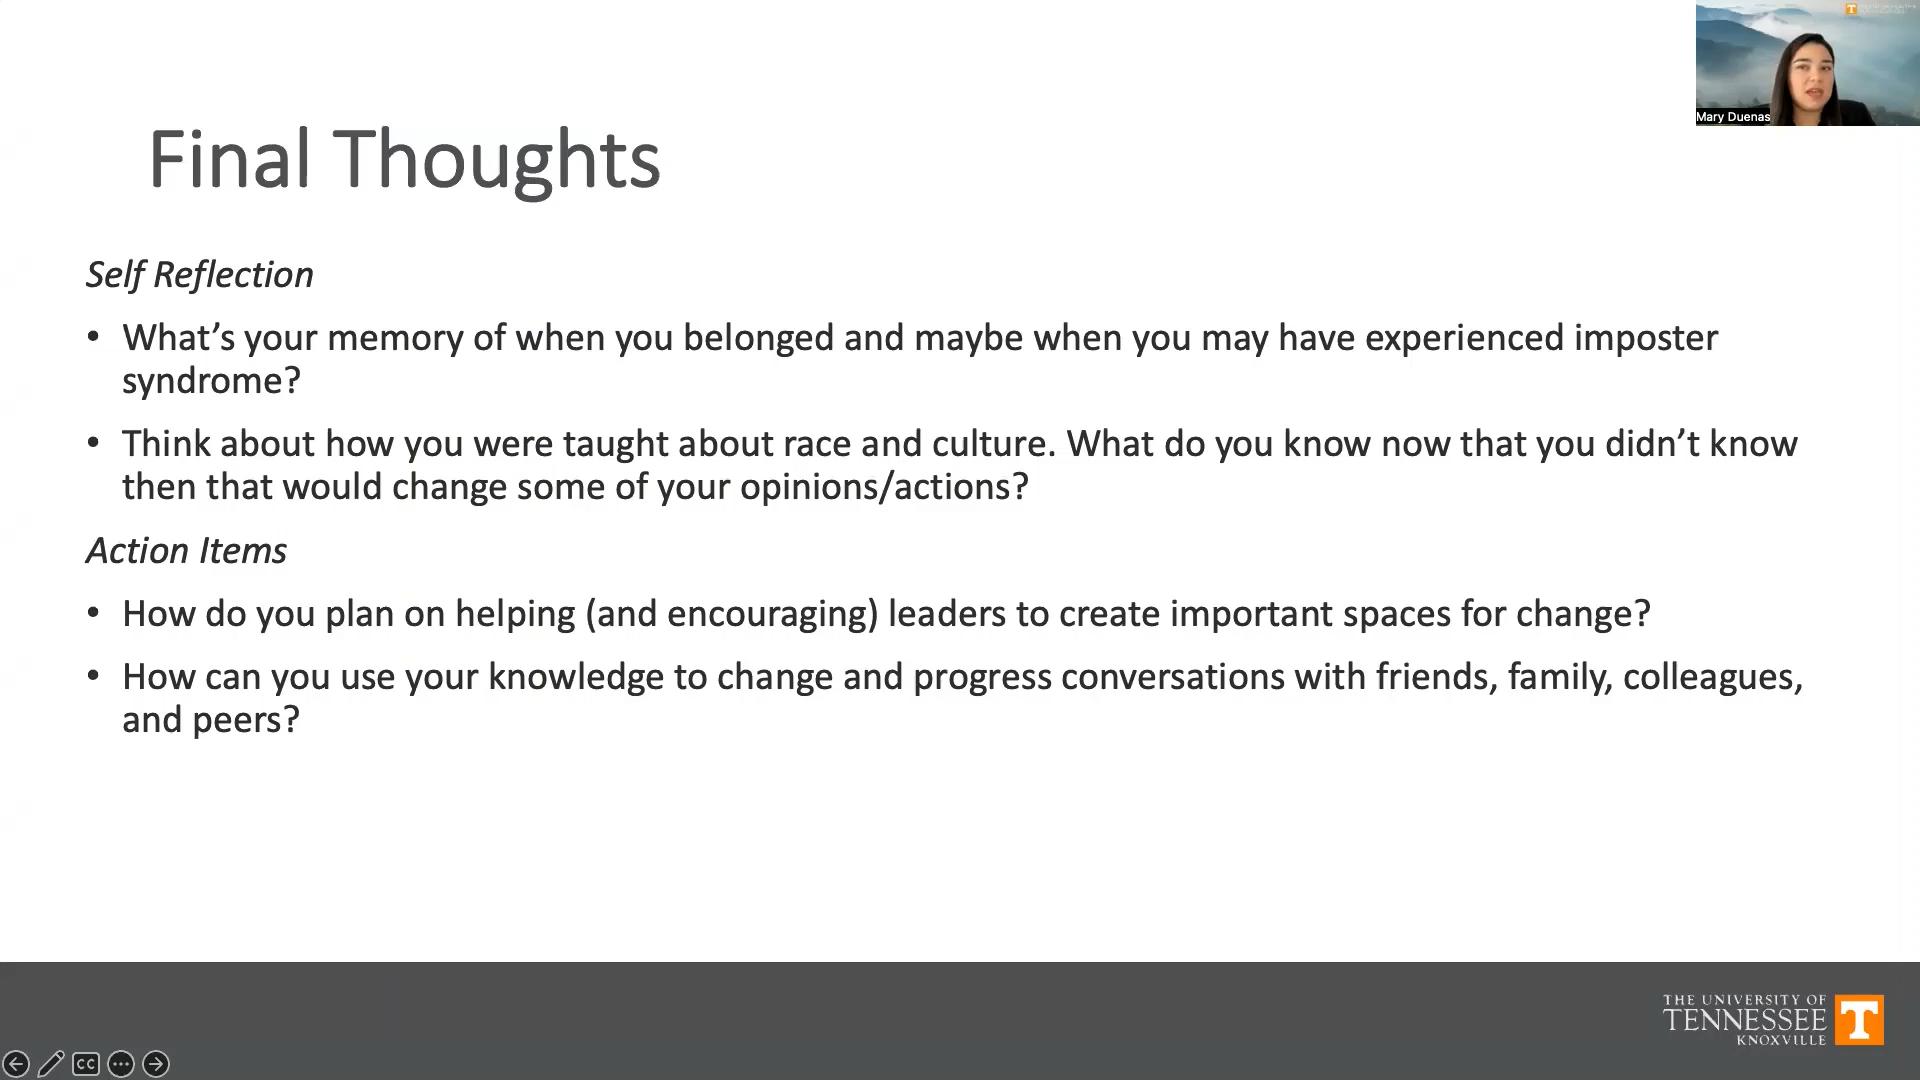 Final Thoughts
Self Reflection
• What’s your memory of when you belonged and maybe when you may have experienced imposter
syndrome?
• Think about how you were taught about race and culture. What do you know now that you didn’t know
then that would change some of your opinions/actions?
Action Items
• How do you plan on helping (and encouraging) leaders to create important spaces for change?
• How can you use your knowledge to change and progress conversations with friends, family, colleagues,
and peers?
Mary Duenas
T
THE UNIVERSITY OF
TENNESSEE
KNOXVILLE
T
CC